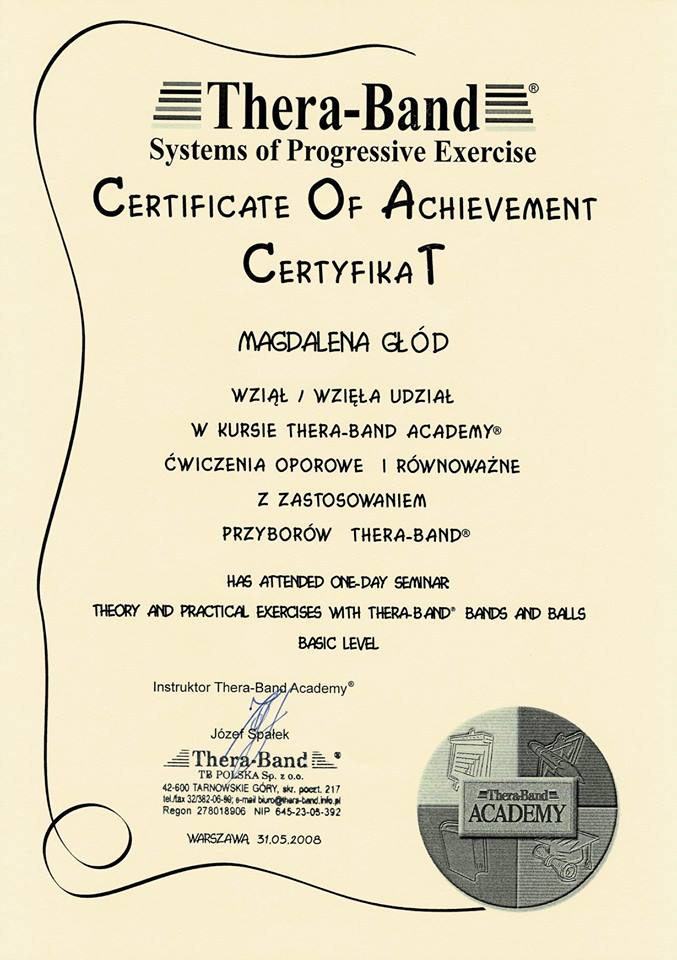 Thera-Band®
Systems of Progressive Exercise
CERTIFICATE OF ACHIEVEMENT
CERTYFIKAT
MAGDALENA GŁÓD
WZIĄŁ / WZIĘŁA UDZIAŁ
W KURSIE THERA-BAND ACADEMY®
ĆWICZENIA OPOROWE I RÓWNOWAŻNE
Z ZASTOSOWANIEM
PRZYBORÓW THERA-BAND®
HAS ATTENDED ONE-DAY SEMINAR
THEORY AND PRACTICAL EXERCISES WITH THERA-BAND® BANDS AND BALLS
BASIC LEVEL
Instruktor Thera-Band Academy®
Józef Spałek
Thera-Band®
TB POLSKA Sp. z o.o.
42-600 TARNOWSKIE GÓRY, skr. poczt. 217
tel./fax 32/382-06-89; e-mail biuro@thera-band.info.pl
Regon 278018906 NIP 645-23-06-392
WARSZAWA, 31.05.2008
Thera-Band
ACADEMY